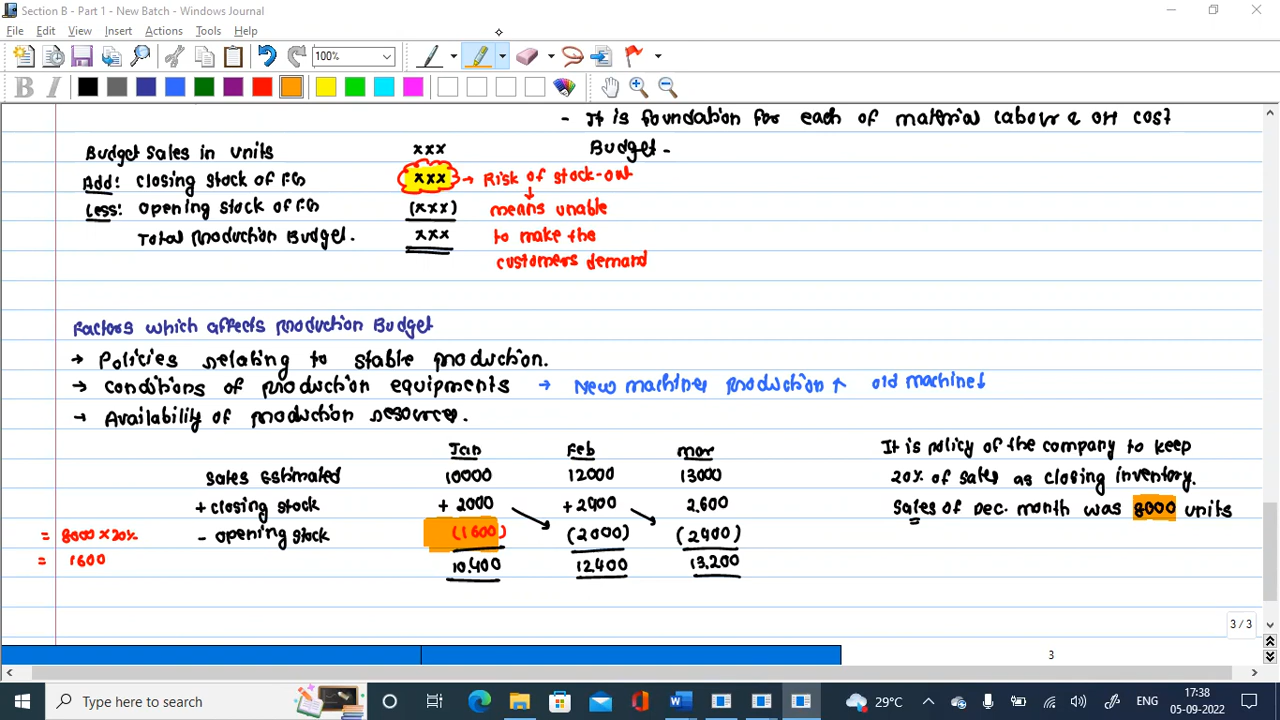 Section B - Part 1 - New Batch - Windows Journal
File Edit View Insert Actions Tools Help
100%
B I
- It is foundation for each of material labour & OH cost
Budget Sales in units xxx Budget -
Add: closing stock of FG xxx → Risk of stock-out
Less: opening stock of FG (xxx) means unable
Total production Budget. xxx to make the
customers demand
Factors which affects production Budget
→ Policies relating to stable production.
→ conditions of production equipments → New machines production ↑ old machines
→ Availability of production resources.
Jan Feb mar It is policy of the company to keep
Sales Estimated 10000 12000 13000 20% of sales as closing inventory.
+ closing stock + 2000 + 2400 2,600 Sales of Dec. month was 8000 units
= 8000 x 20% - opening stock (1600) (2000) (2400)
= 1600 10,400 12400 13,200
3 / 3
3
Type here to search 29°C ENG 17:38 05-09-2022